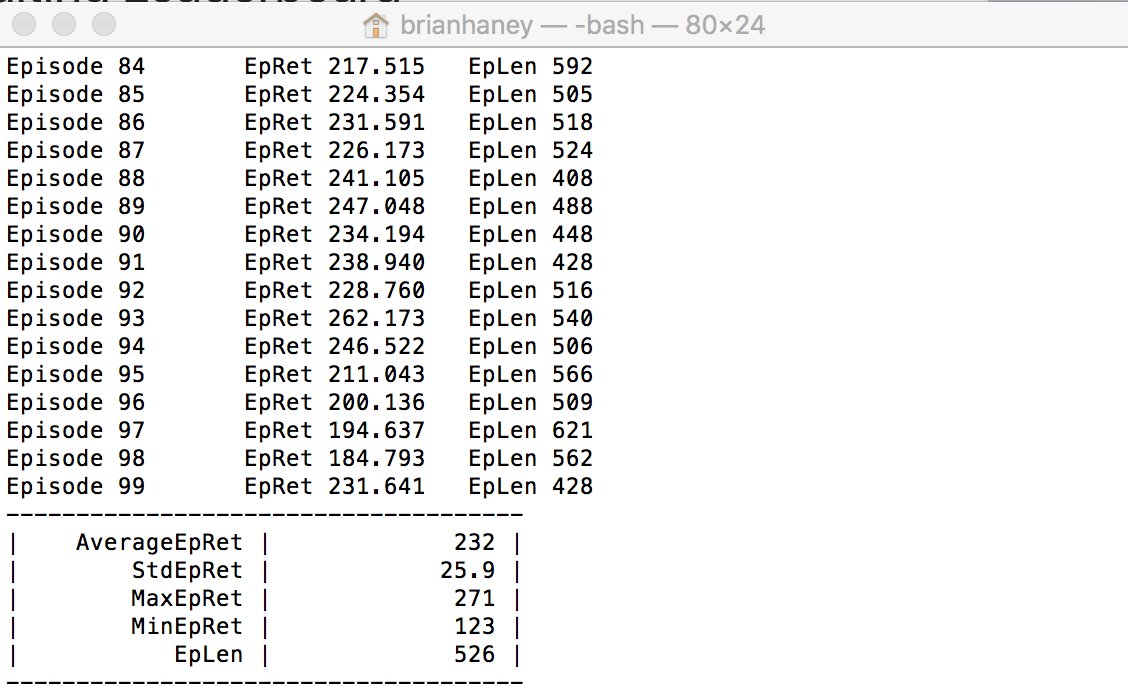 brianhaney — -bash — 80×24
Episode 84 EpRet 217.515 EpLen 592
Episode 85 EpRet 224.354 EpLen 505
Episode 86 EpRet 231.591 EpLen 518
Episode 87 EpRet 226.173 EpLen 524
Episode 88 EpRet 241.105 EpLen 408
Episode 89 EpRet 247.048 EpLen 488
Episode 90 EpRet 234.194 EpLen 448
Episode 91 EpRet 238.940 EpLen 428
Episode 92 EpRet 228.760 EpLen 516
Episode 93 EpRet 262.173 EpLen 540
Episode 94 EpRet 246.522 EpLen 506
Episode 95 EpRet 211.043 EpLen 566
Episode 96 EpRet 200.136 EpLen 509
Episode 97 EpRet 194.637 EpLen 621
Episode 98 EpRet 184.793 EpLen 562
Episode 99 EpRet 231.641 EpLen 428
-------------------------------------
| AverageEpRet | 232 |
| StdEpRet | 25.9 |
| MaxEpRet | 271 |
| MinEpRet | 123 |
| EpLen | 526 |
-------------------------------------